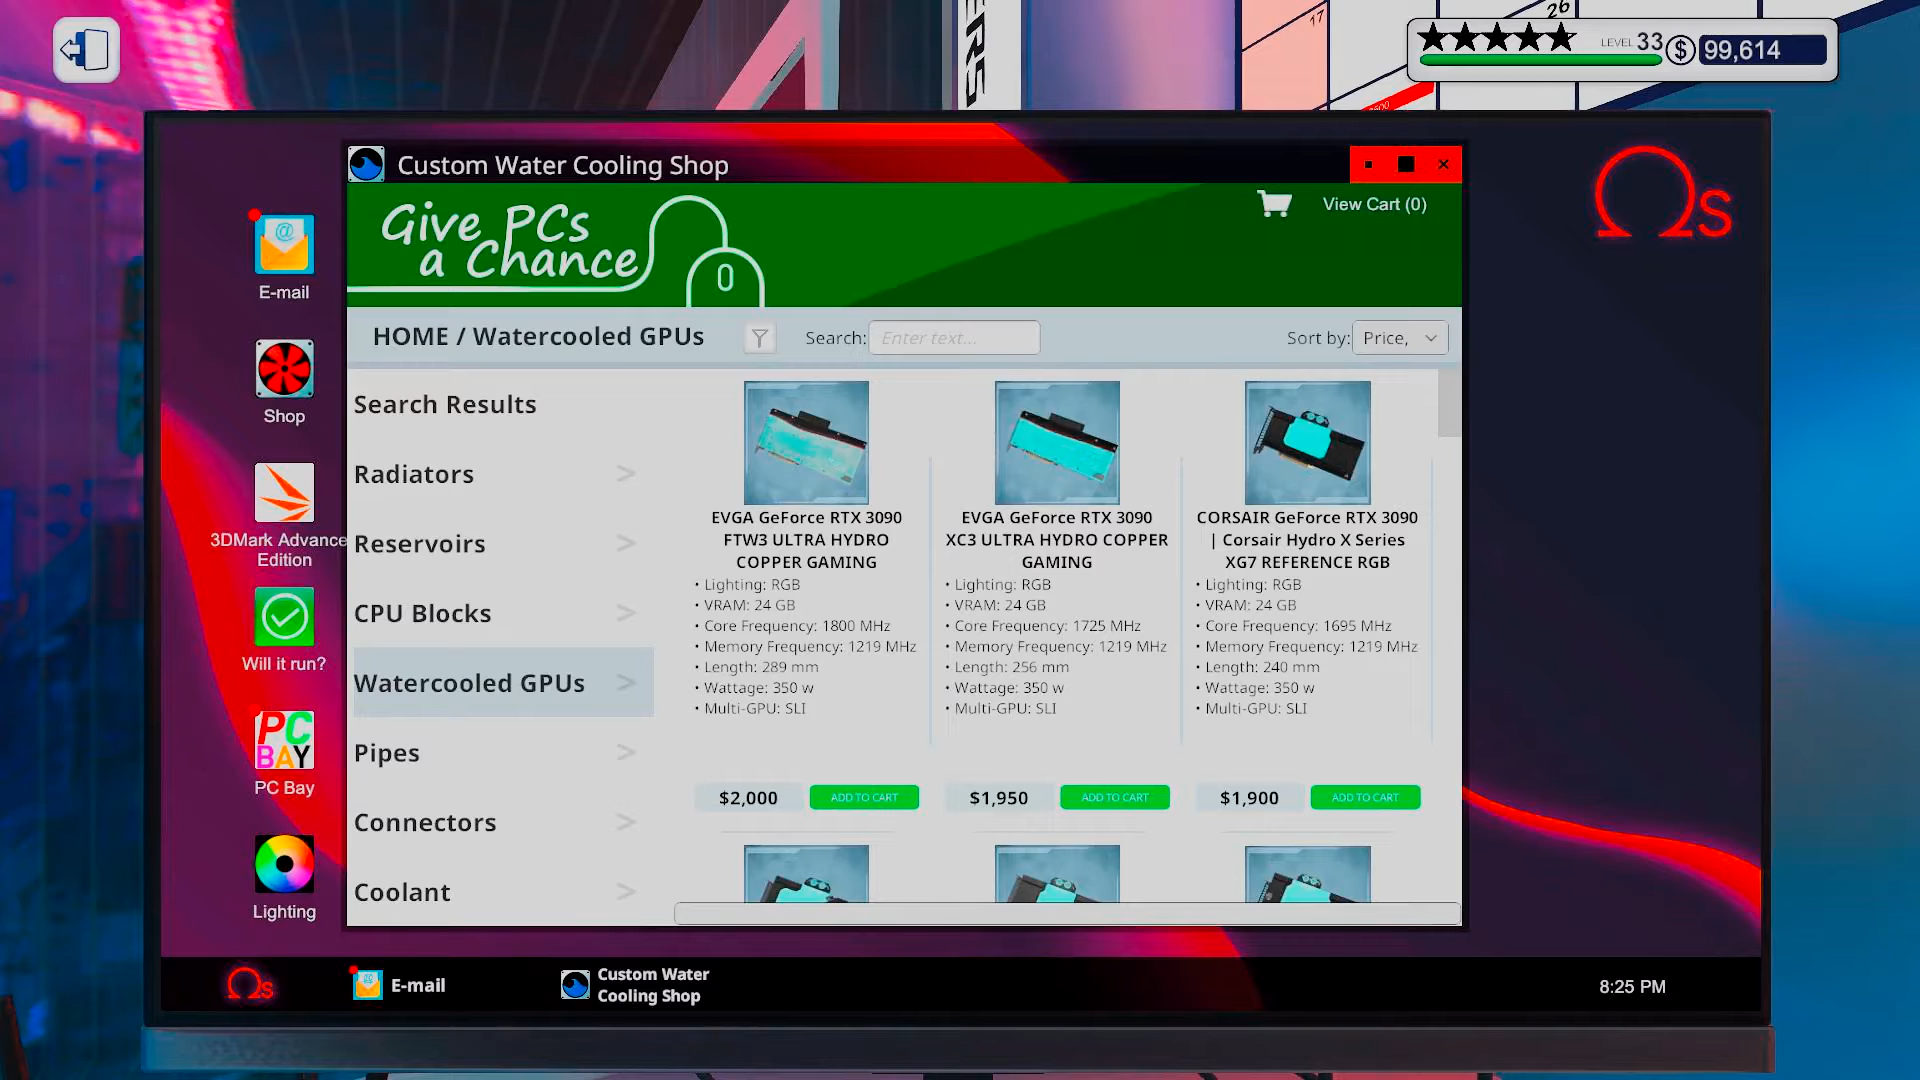 26
17
ERS
LEVEL 33
$ 99,614
Custom Water Cooling Shop
Give PCs
a Chance
View Cart (0)
Ωs
HOME / Watercooled GPUs
Search: Enter text...
Sort by: Price,
E-mail
Shop
3DMark Advance
Edition
Will it run?
PC
BAY
PC Bay
Lighting
Search Results
Radiators >
Reservoirs >
CPU Blocks >
Watercooled GPUs >
Pipes >
Connectors >
Coolant >
EVGA GeForce RTX 3090
FTW3 ULTRA HYDRO
COPPER GAMING
• Lighting: RGB
• VRAM: 24 GB
• Core Frequency: 1800 MHz
• Memory Frequency: 1219 MHz
• Length: 289 mm
• Wattage: 350 w
• Multi-GPU: SLI
$2,000 ADD TO CART
EVGA GeForce RTX 3090
XC3 ULTRA HYDRO COPPER
GAMING
• Lighting: RGB
• VRAM: 24 GB
• Core Frequency: 1725 MHz
• Memory Frequency: 1219 MHz
• Length: 256 mm
• Wattage: 350 w
• Multi-GPU: SLI
$1,950 ADD TO CART
CORSAIR GeForce RTX 3090
| Corsair Hydro X Series
XG7 REFERENCE RGB
• Lighting: RGB
• VRAM: 24 GB
• Core Frequency: 1695 MHz
• Memory Frequency: 1219 MHz
• Length: 240 mm
• Wattage: 350 w
• Multi-GPU: SLI
$1,900 ADD TO CART
Ωs
E-mail
Custom Water
Cooling Shop
8:25 PM